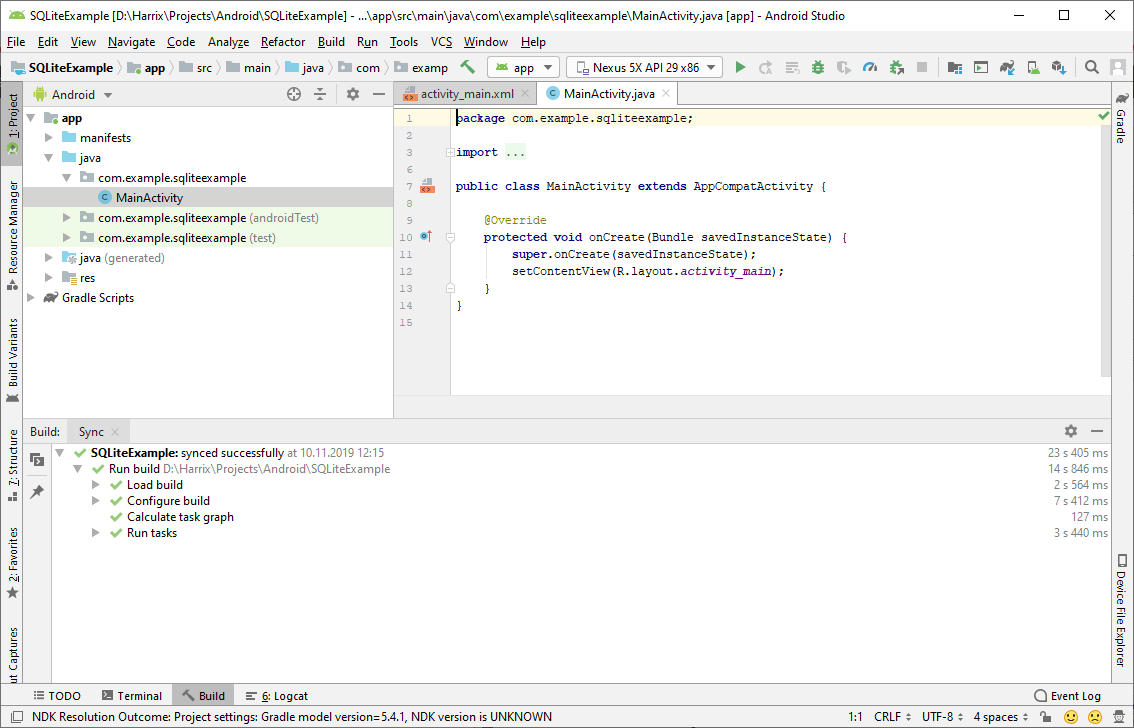 SQLiteExample [D:\Harrix\Projects\Android\SQLiteExample] - ...\app\src\main\java\com\example\sqliteexample\MainActivity.java [app] - Android Studio
File Edit View Navigate Code Analyze Refactor Build Run Tools VCS Window Help
SQLiteExample app src main java com examp app Nexus 5X API 29 x86
1: Project
Resource Manager
Build Variants
7: Structure
2: Favorites
ut Captures
Android
app
manifests
java
com.example.sqliteexample
MainActivity
com.example.sqliteexample (androidTest)
com.example.sqliteexample (test)
java (generated)
res
Gradle Scripts
activity_main.xml MainActivity.java
1 package com.example.sqliteexample;
2
3 import ...
6
7 public class MainActivity extends AppCompatActivity {
8
9 @Override
10 protected void onCreate(Bundle savedInstanceState) {
11 super.onCreate(savedInstanceState);
12 setContentView(R.layout.activity_main);
13 }
14 }
15
Gradle
Device File Explorer
Build: Sync
SQLiteExample: synced successfully at 10.11.2019 12:15 23 s 405 ms
Run build D:\Harrix\Projects\Android\SQLiteExample 14 s 846 ms
Load build 2 s 564 ms
Configure build 7 s 412 ms
Calculate task graph 127 ms
Run tasks 3 s 440 ms
TODO Terminal Build 6: Logcat Event Log
NDK Resolution Outcome: Project settings: Gradle model version=5.4.1, NDK version is UNKNOWN 1:1 CRLF UTF-8 4 spaces